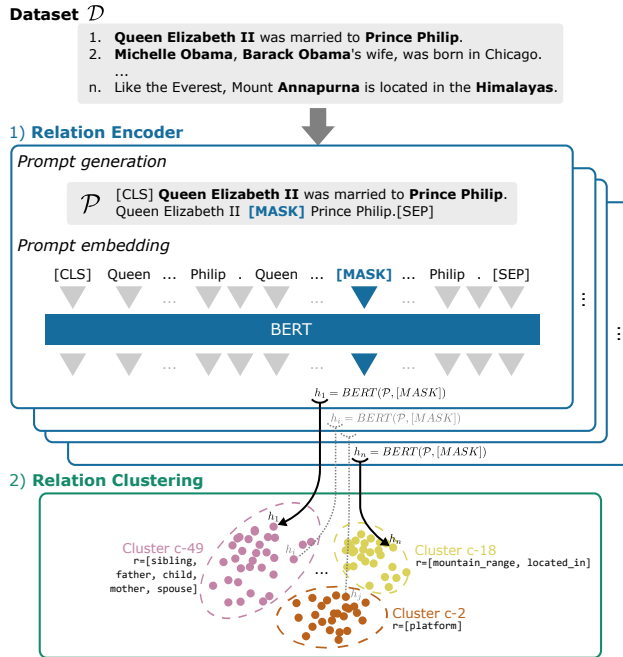 Dataset 𝒟
1. Queen Elizabeth II was married to Prince Philip.
2. Michelle Obama, Barack Obama's wife, was born in Chicago.
...
n. Like the Everest, Mount Annapurna is located in the Himalayas.
1) Relation Encoder
Prompt generation
𝒫 [CLS] Queen Elizabeth II was married to Prince Philip.
Queen Elizabeth II [MASK] Prince Philip.[SEP]
Prompt embedding
[CLS] Queen ... Philip . Queen ... [MASK] ... Philip . [SEP]
... ... ...
BERT
... ... ...
h₁ = BERT(𝒫, [MASK])
hᵢ = BERT(𝒫, [MASK])
hₙ = BERT(𝒫, [MASK])
⋮
⋮
2) Relation Clustering
h₁
hᵢ
hₙ
Cluster c-49
r=[sibling,
father, child,
mother, spouse]
Cluster c-18
r=[mountain_range, located_in]
...
hⱼ
Cluster c-2
r=[platform]